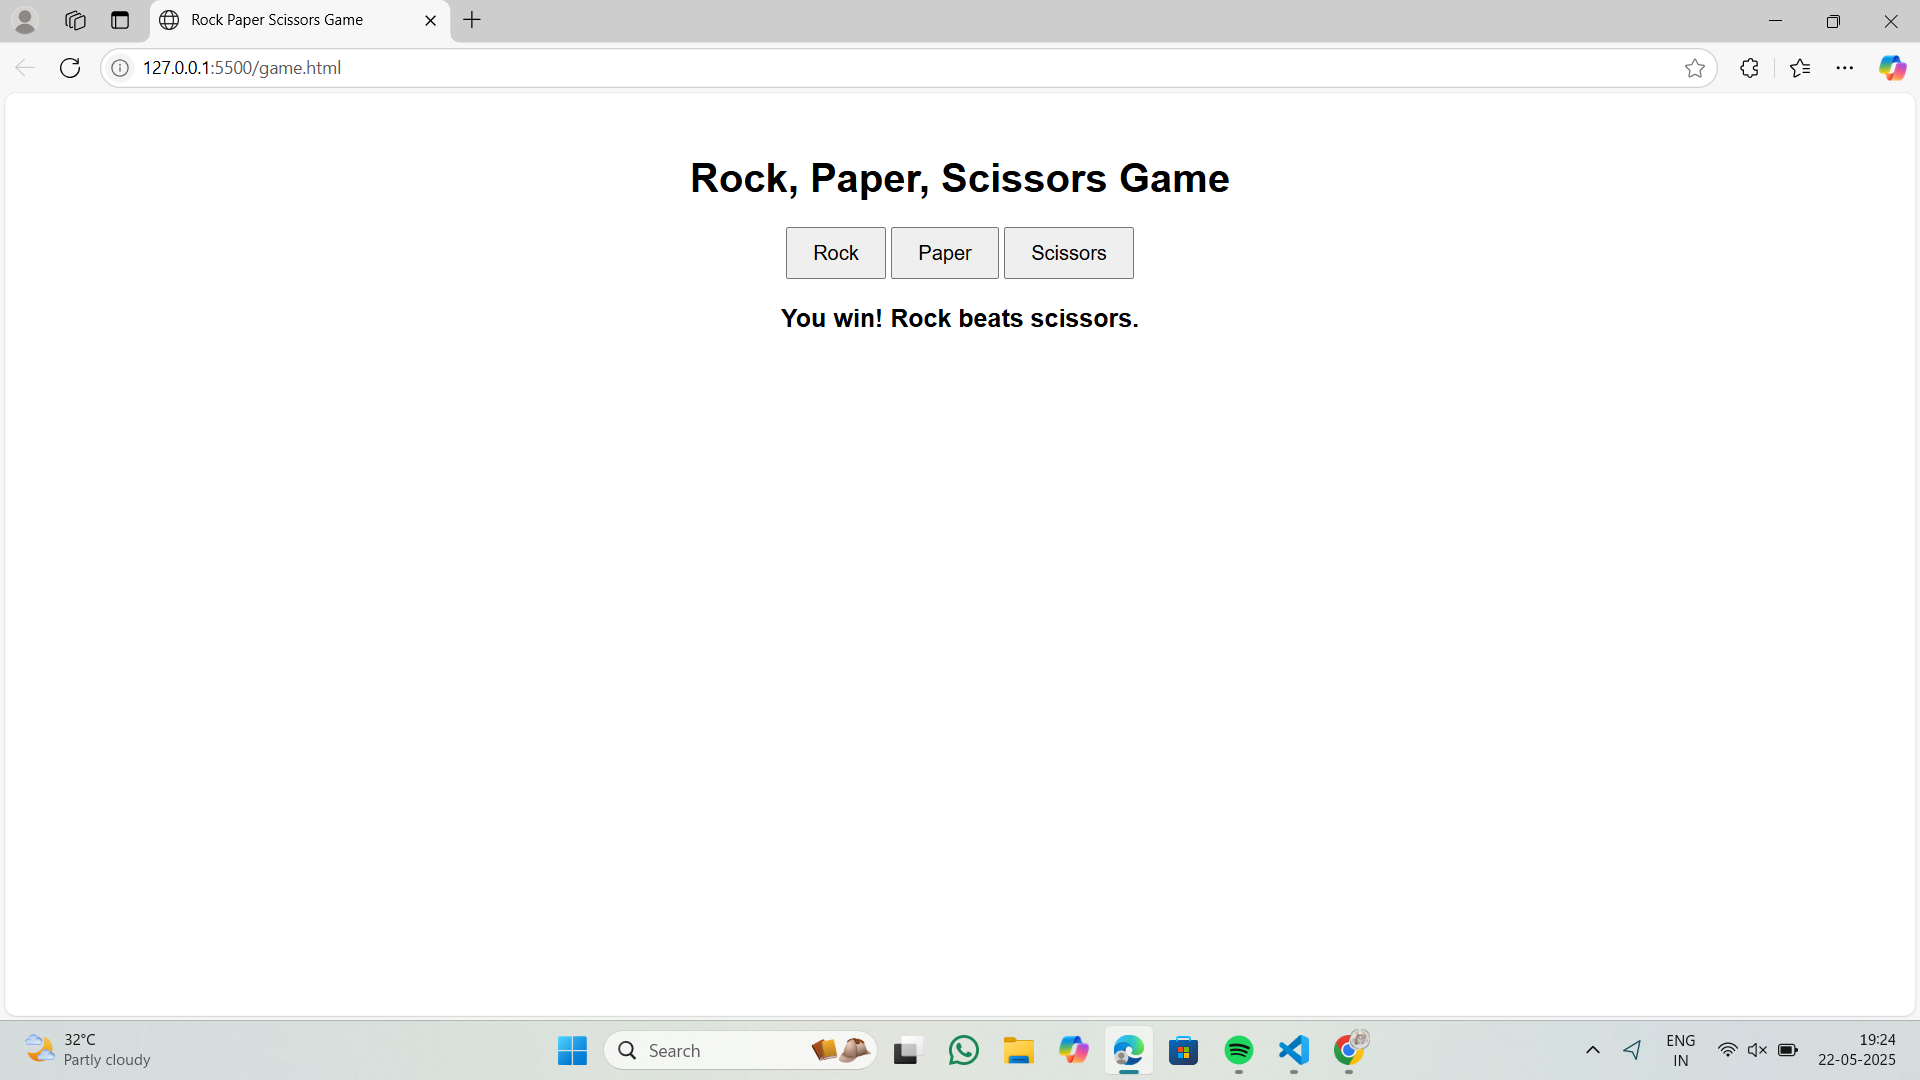 Rock Paper Scissors Game
127.0.0.1:5500/game.html
Rock, Paper, Scissors Game
Rock Paper Scissors
You win! Rock beats scissors.
32°C
Partly cloudy
Search
ENG
IN
19:24
22-05-2025